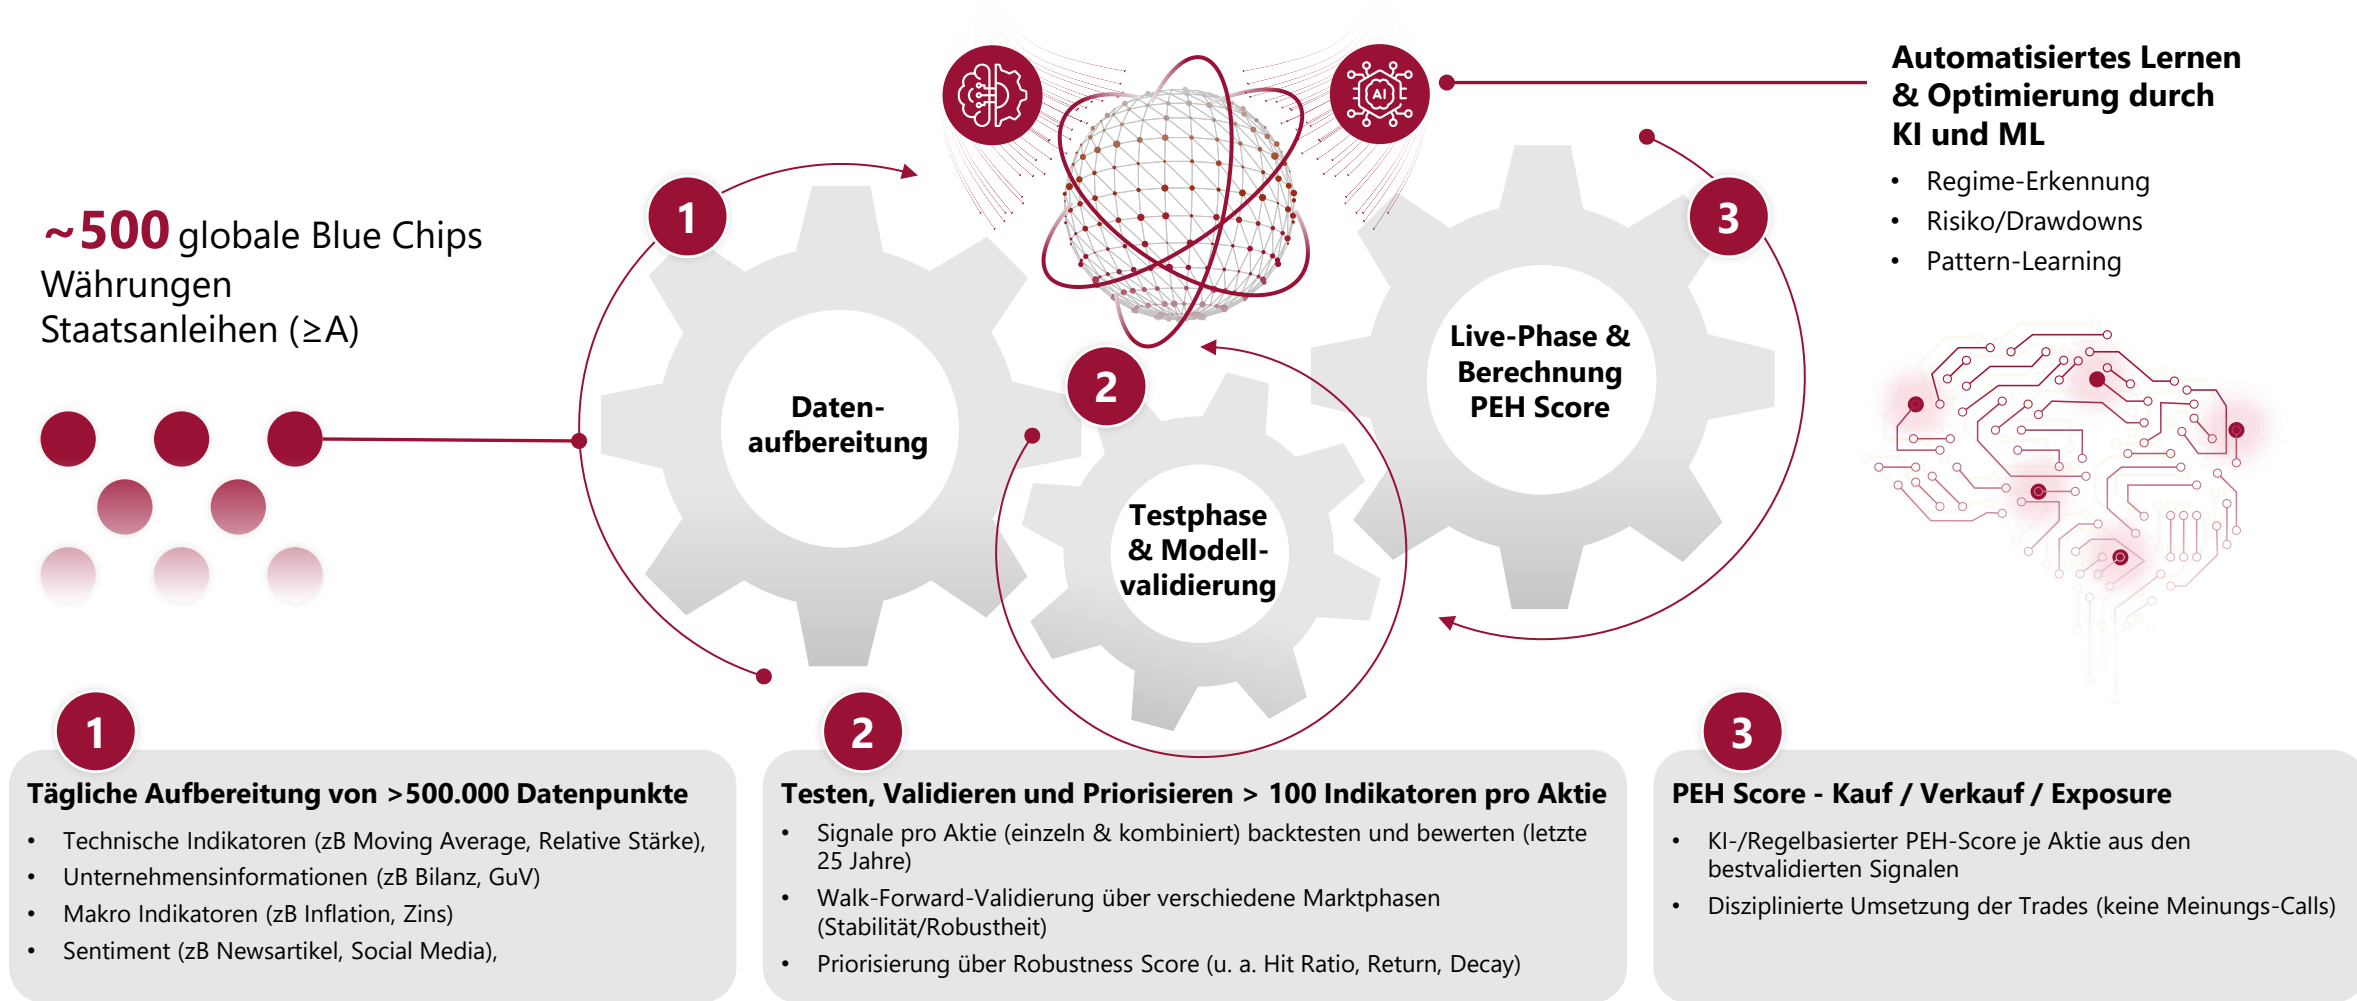 ~500 globale Blue Chips
Währungen
Staatsanleihen (≥A)
1
Daten-
aufbereitung
2
Testphase
& Modell-
validierung
AI
3
Live-Phase &
Berechnung
PEH Score
Automatisiertes Lernen
& Optimierung durch
KI und ML
• Regime-Erkennung
• Risiko/Drawdowns
• Pattern-Learning
1
Tägliche Aufbereitung von >500.000 Datenpunkte
• Technische Indikatoren (zB Moving Average, Relative Stärke),
• Unternehmensinformationen (zB Bilanz, GuV)
• Makro Indikatoren (zB Inflation, Zins)
• Sentiment (zB Newsartikel, Social Media),
2
Testen, Validieren und Priorisieren > 100 Indikatoren pro Aktie
• Signale pro Aktie (einzeln & kombiniert) backtesten und bewerten (letzte
25 Jahre)
• Walk-Forward-Validierung über verschiedene Marktphasen
(Stabilität/Robustheit)
• Priorisierung über Robustness Score (u. a. Hit Ratio, Return, Decay)
3
PEH Score - Kauf / Verkauf / Exposure
• KI-/Regelbasierter PEH-Score je Aktie aus den
bestvalidierten Signalen
• Disziplinierte Umsetzung der Trades (keine Meinungs-Calls)